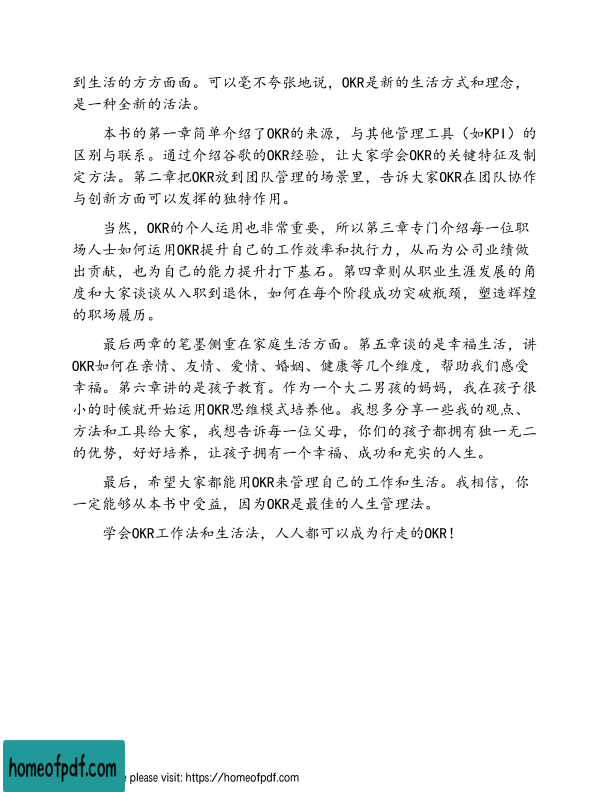 到生活的方方面面。可以毫不夸张地说，OKR是新的生活方式和理念，
是一种全新的活法。
本书的第一章简单介绍了OKR的来源，与其他管理工具（如KPI）的
区别与联系。通过介绍谷歌的OKR经验，让大家学会OKR的关键特征及制
定方法。第二章把OKR放到团队管理的场景里，告诉大家OKR在团队协作
与创新方面可以发挥的独特作用。
当然，OKR的个人运用也非常重要，所以第三章专门介绍每一位职
场人士如何运用OKR提升自己的工作效率和执行力，从而为公司业绩做
出贡献，也为自己的能力提升打下基石。第四章则从职业生涯发展的角
度和大家谈谈从入职到退休，如何在每个阶段成功突破瓶颈，塑造辉煌
的职场履历。
最后两章的笔墨侧重在家庭生活方面。第五章谈的是幸福生活，讲
OKR如何在亲情、友情、爱情、婚姻、健康等几个维度，帮助我们感受
幸福。第六章讲的是孩子教育。作为一个大二男孩的妈妈，我在孩子很
小的时候就开始运用OKR思维模式培养他。我想多分享一些我的观点、
方法和工具给大家，我想告诉每一位父母，你们的孩子都拥有独一无二
的优势，好好培养，让孩子拥有一个幸福、成功和充实的人生。
最后，希望大家都能用OKR来管理自己的工作和生活。我相信，你
一定能够从本书中受益，因为OKR是最佳的人生管理法。
学会OKR工作法和生活法，人人都可以成为行走的OKR！
homeofpdf.com
please visit: https://homeofpdf.com